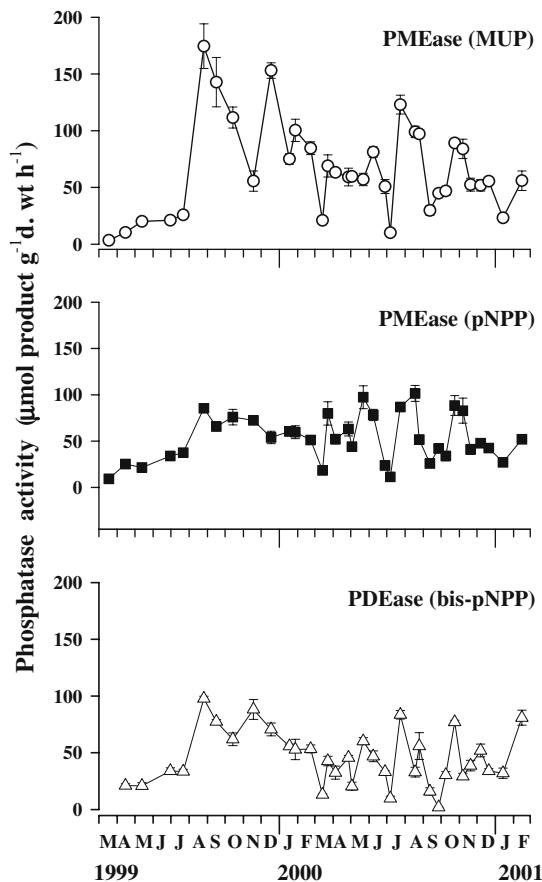 Phosphatase activity (μmol product g⁻¹d. wt h⁻¹)
PMEase (MUP)
200
150
100
50
0
PMEase (pNPP)
200
150
100
50
0
PDEase (bis-pNPP)
200
150
100
50
0
M A M J J A S O N D J F M A M J J A S O N D J F
1999 2000 2001